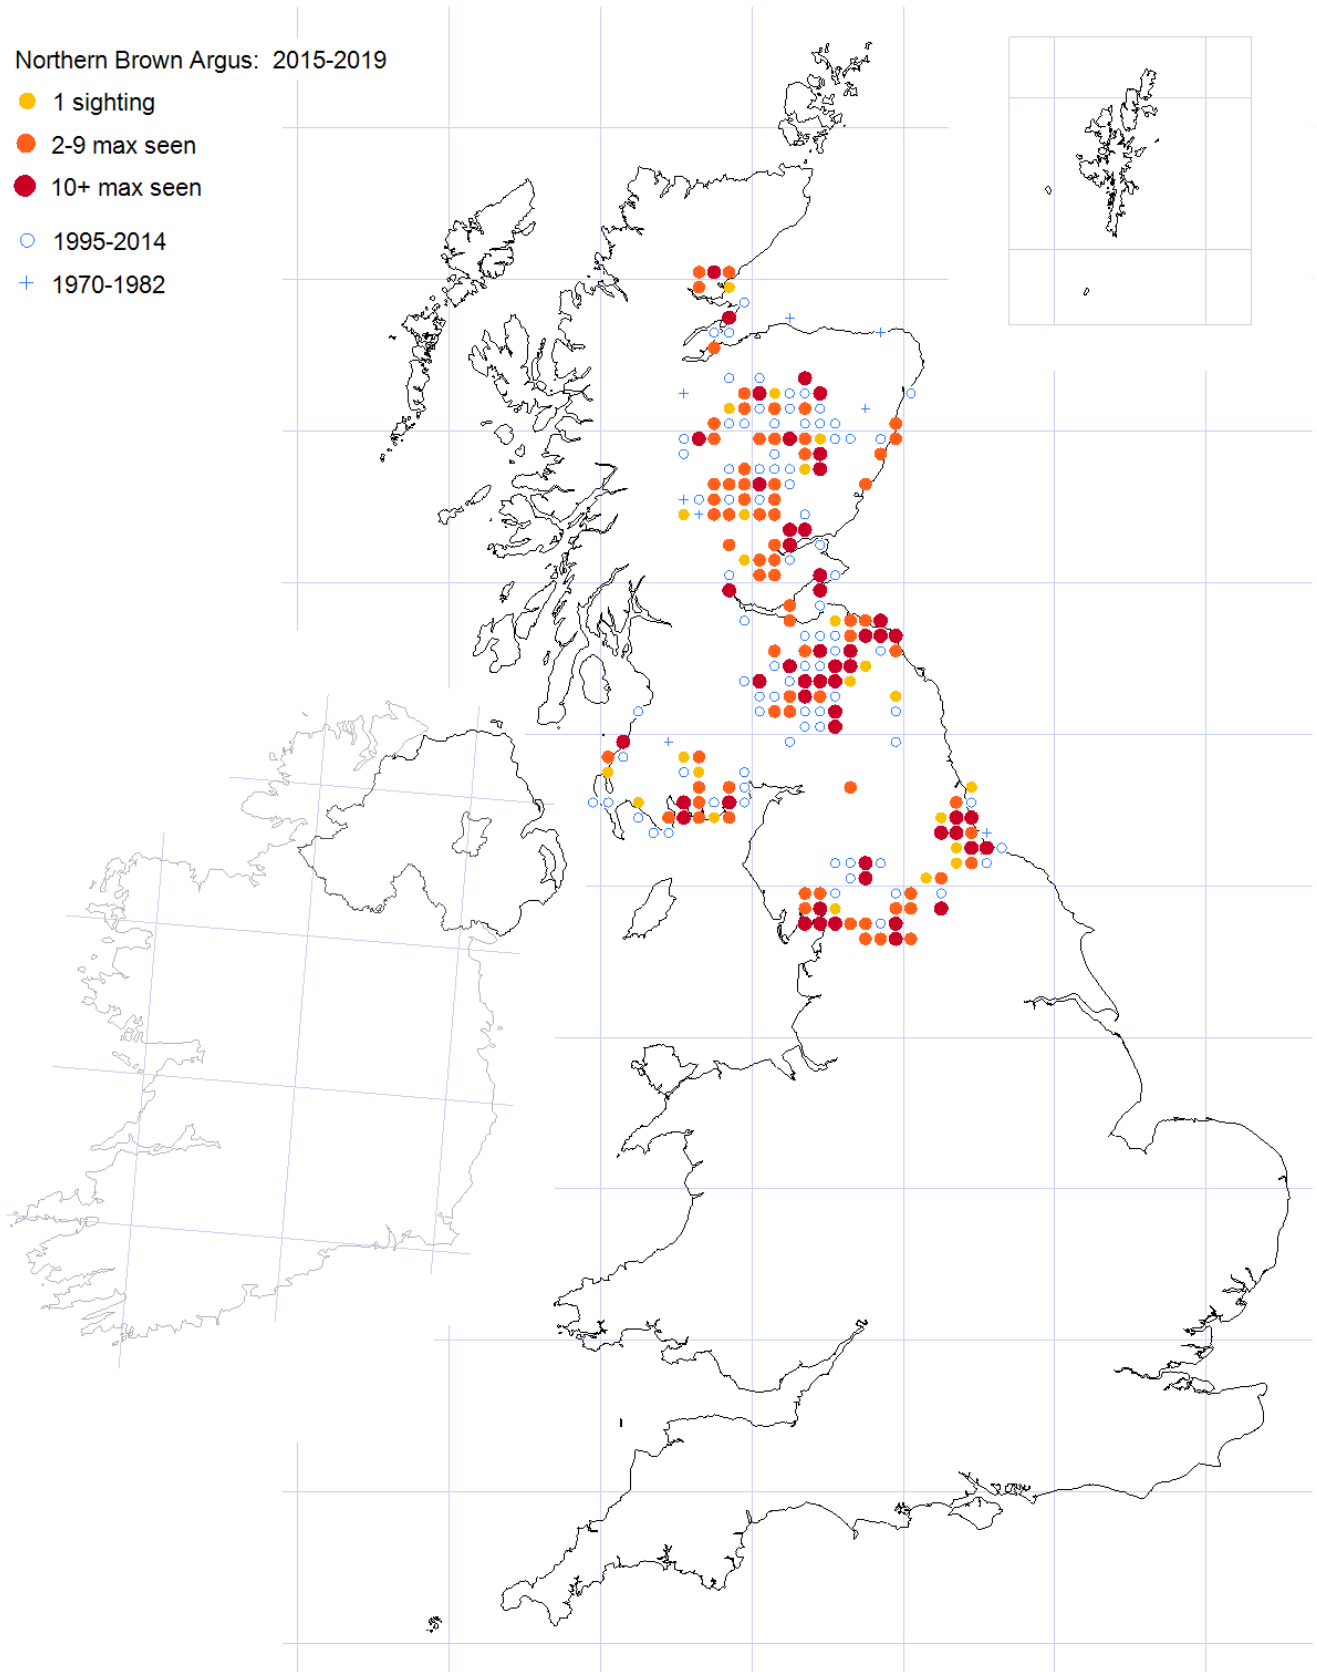 Northern Brown Argus: 2015-2019
1 sighting
2-9 max seen
10+ max seen
1995-2014
1970-1982